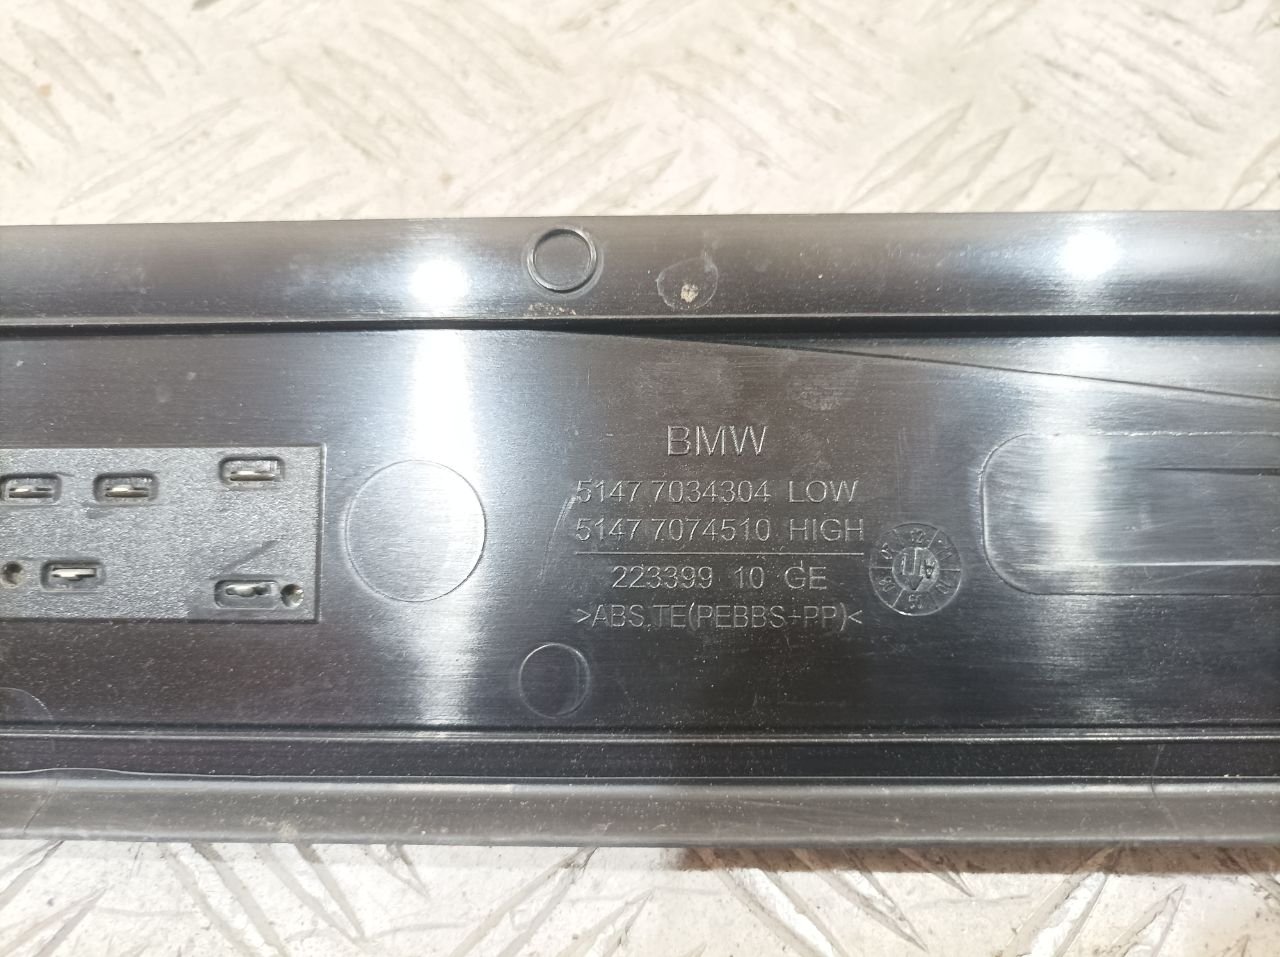 BMW
5147 7034304 LOW
5147 7074510 HIGH
223399 10 GE
>ABS,TE(PEBBS+PP)<